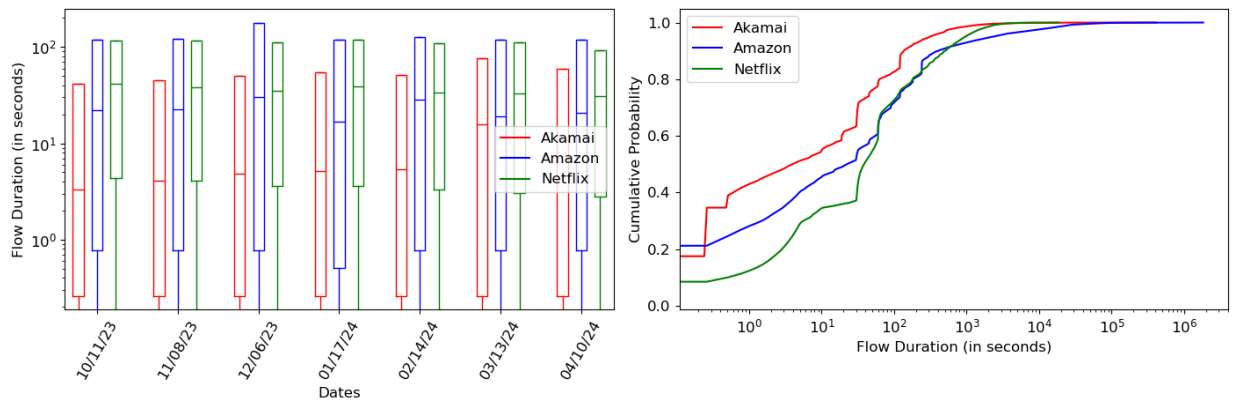 Flow Duration (in seconds)
10²
10¹
10⁰
Akamai
Amazon
Netflix
10/11/23
11/08/23
12/06/23
01/17/24
02/14/24
03/13/24
04/10/24
Dates
Cumulative Probability
1.0
0.8
0.6
0.4
0.2
0.0
Akamai
Amazon
Netflix
10⁰ 10¹ 10² 10³ 10⁴ 10⁵ 10⁶
Flow Duration (in seconds)